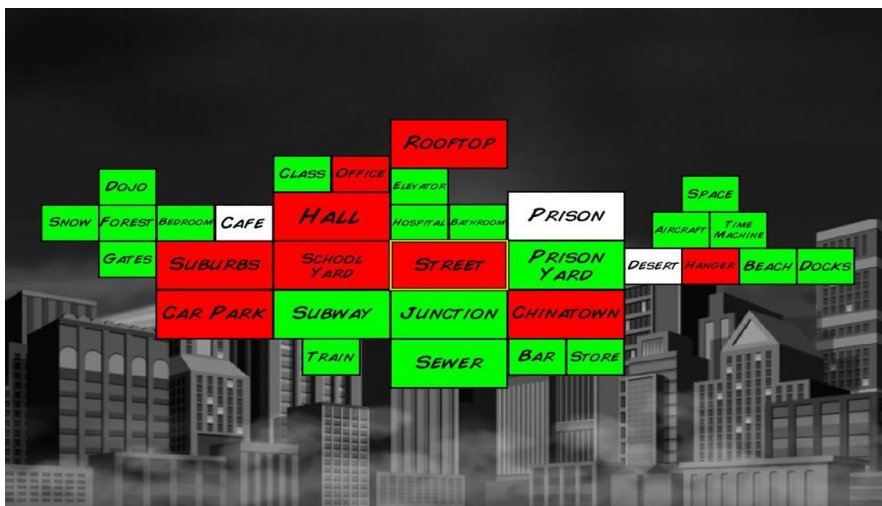 ROOFTOP
CLASS OFFICE
ELEVATOR
DOJO
SPACE
SNOW FOREST BEDROOM CAFE HALL HOSPITAL BATHROOM PRISON
AIRCRAFT TIME
MACHINE
GATES SUBURBS SCHOOL
YARD STREET PRISON
YARD DESERT HANGER BEACH DOCKS
CAR PARK SUBWAY JUNCTION CHINATOWN
TRAIN SEWER BAR STORE